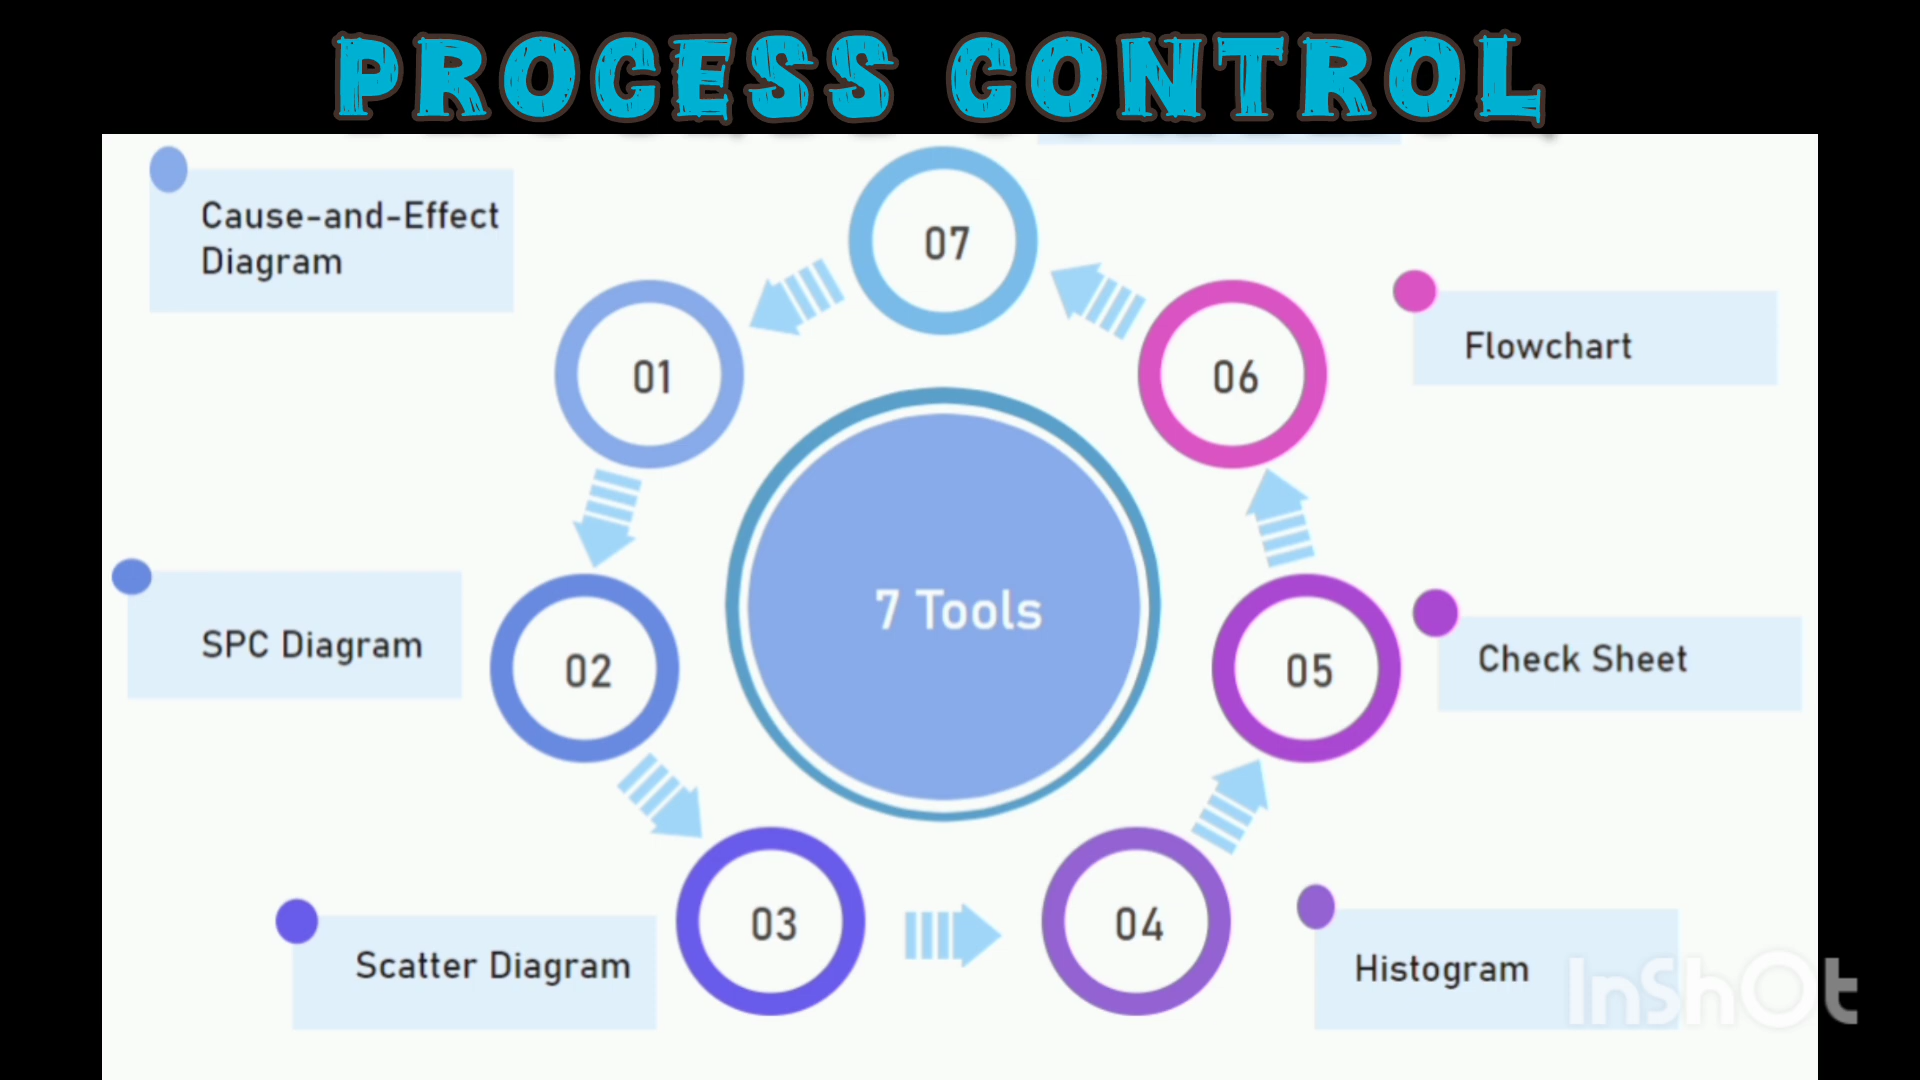 PROCESS CONTROL
Cause-and-Effect
Diagram
07
01
06
Flowchart
7 Tools
SPC Diagram
02
05
Check Sheet
03
04
Scatter Diagram
Histogram
InShOt